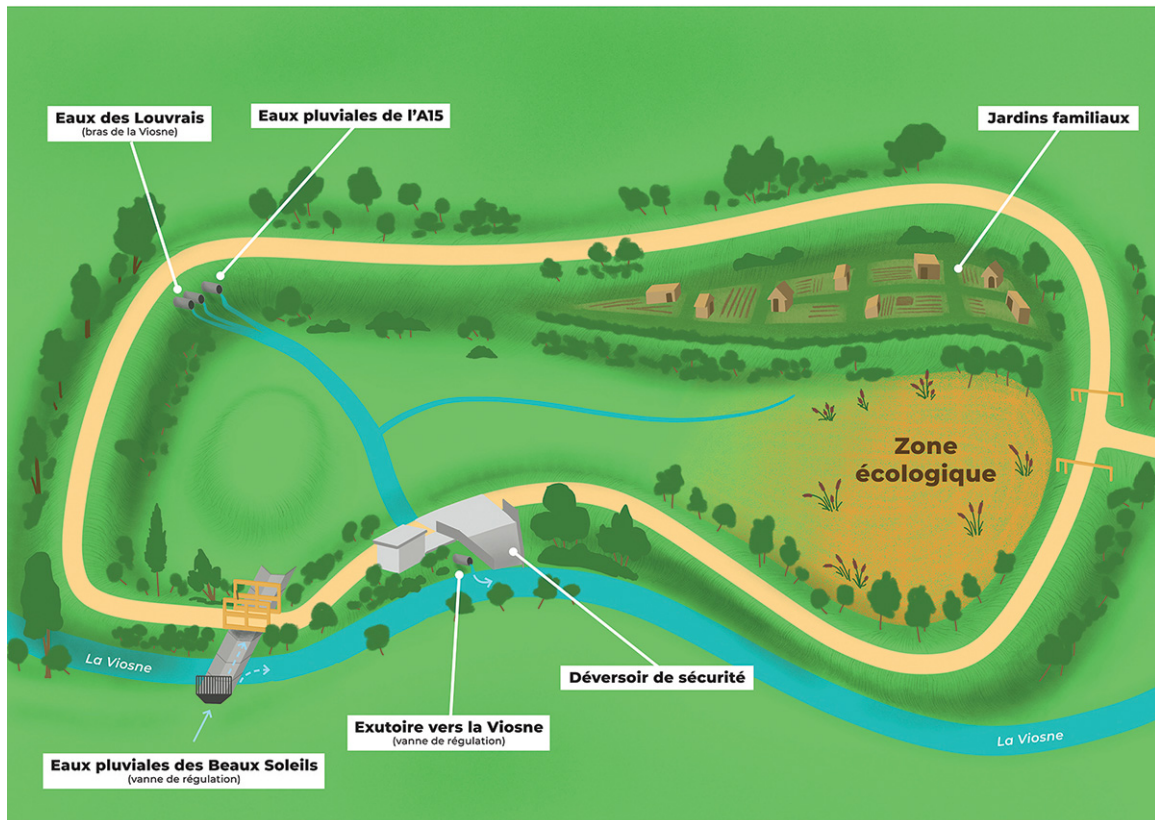 Eaux des Louvrais
(bras de la Viosne)
Eaux pluviales de l'A15
Jardins familiaux
Zone
écologique
La Viosne
Déversoir de sécurité
Exutoire vers la Viosne
(vanne de régulation)
La Viosne
Eaux pluviales des Beaux Soleils
(vanne de régulation)